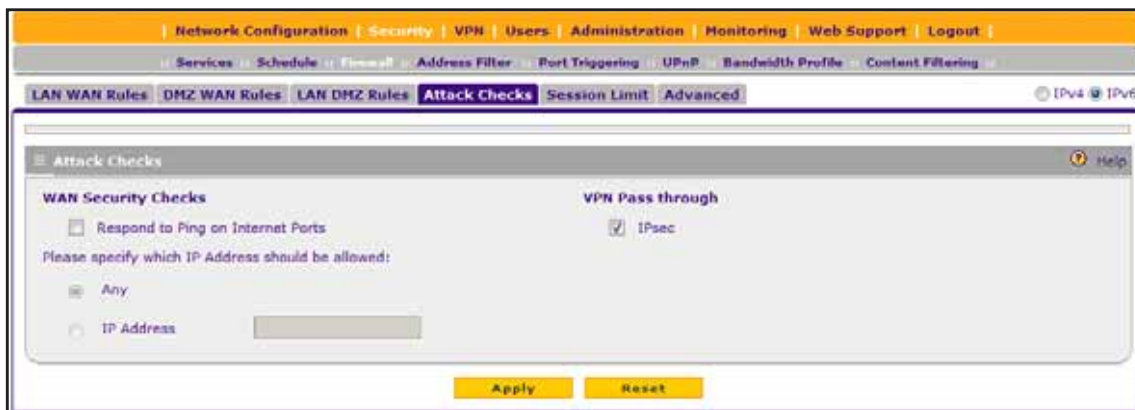 Network Configuration | Security | VPN | Users | Administration | Monitoring | Web Support | Logout
Services :: Schedule :: Firewall :: Address Filter :: Port Triggering :: UPnP :: Bandwidth Profile :: Content Filtering
LAN WAN Rules DMZ WAN Rules LAN DMZ Rules Attack Checks Session Limit Advanced IPv4 IPv6
Attack Checks Help
WAN Security Checks VPN Pass through
Respond to Ping on Internet Ports IPsec
Please specify which IP Address should be allowed:
Any
IP Address
Apply Reset